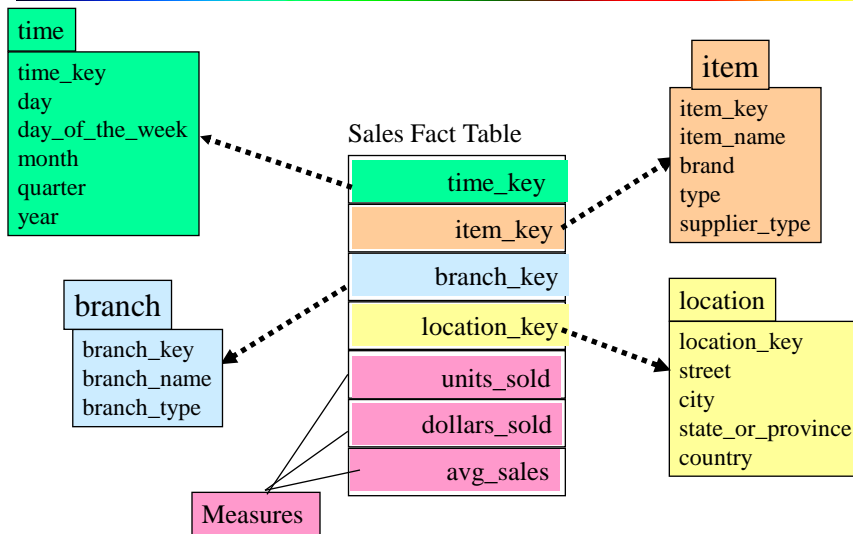 time
time_key
day
day_of_the_week
month
quarter
year
item
item_key
item_name
brand
type
supplier_type
Sales Fact Table
time_key
item_key
branch_key
location_key
units_sold
dollars_sold
avg_sales
branch
branch_key
branch_name
branch_type
location
location_key
street
city
state_or_province
country
Measures